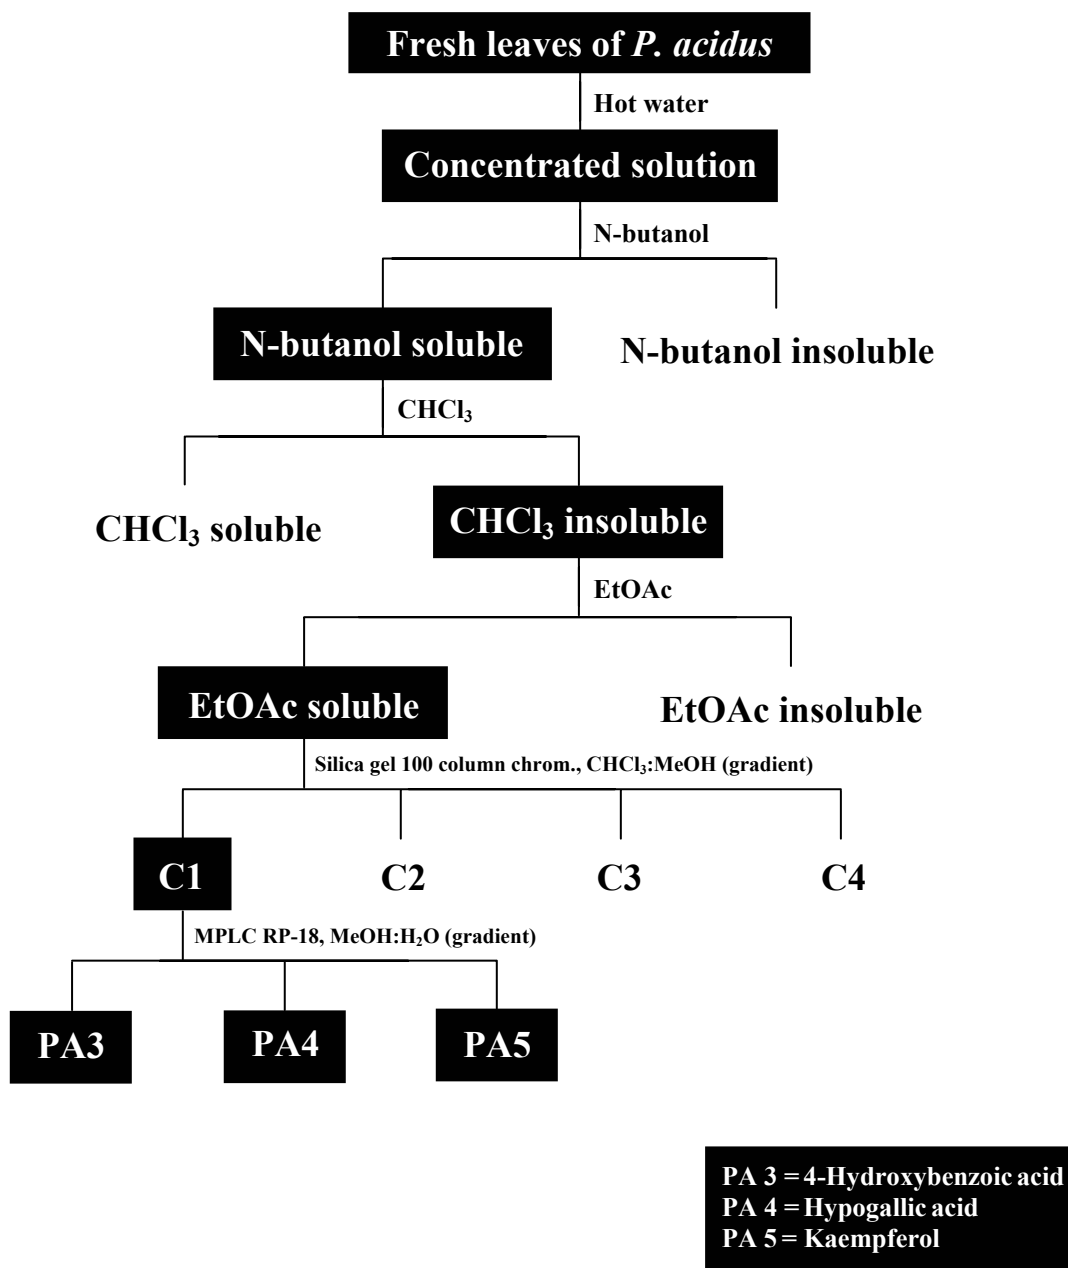 Fresh leaves of P. acidus
Hot water
Concentrated solution
N-butanol
N-butanol soluble
N-butanol insoluble
CHCl₃
CHCl₃ soluble
CHCl₃ insoluble
EtOAc
EtOAc soluble
EtOAc insoluble
Silica gel 100 column chrom., CHCl₃:MeOH (gradient)
C1
C2
C3
C4
MPLC RP-18, MeOH:H₂O (gradient)
PA3
PA4
PA5
PA 3 = 4-Hydroxybenzoic acid
PA 4 = Hypogallic acid
PA 5 = Kaempferol